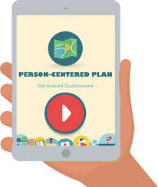 PERSON-CENTERED PLAN
Self-Directed Questionnaire